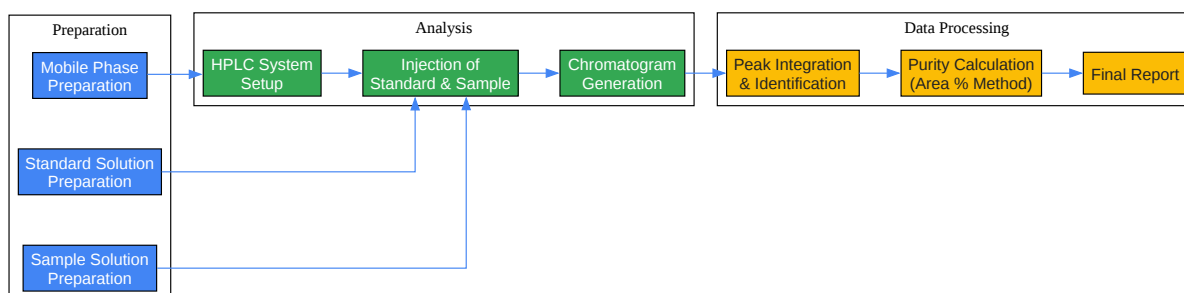 Preparation
Mobile Phase
Preparation
Standard Solution
Preparation
Sample Solution
Preparation
Analysis
HPLC System
Setup
Injection of
Standard & Sample
Chromatogram
Generation
Data Processing
Peak Integration
& Identification
Purity Calculation
(Area % Method)
Final Report